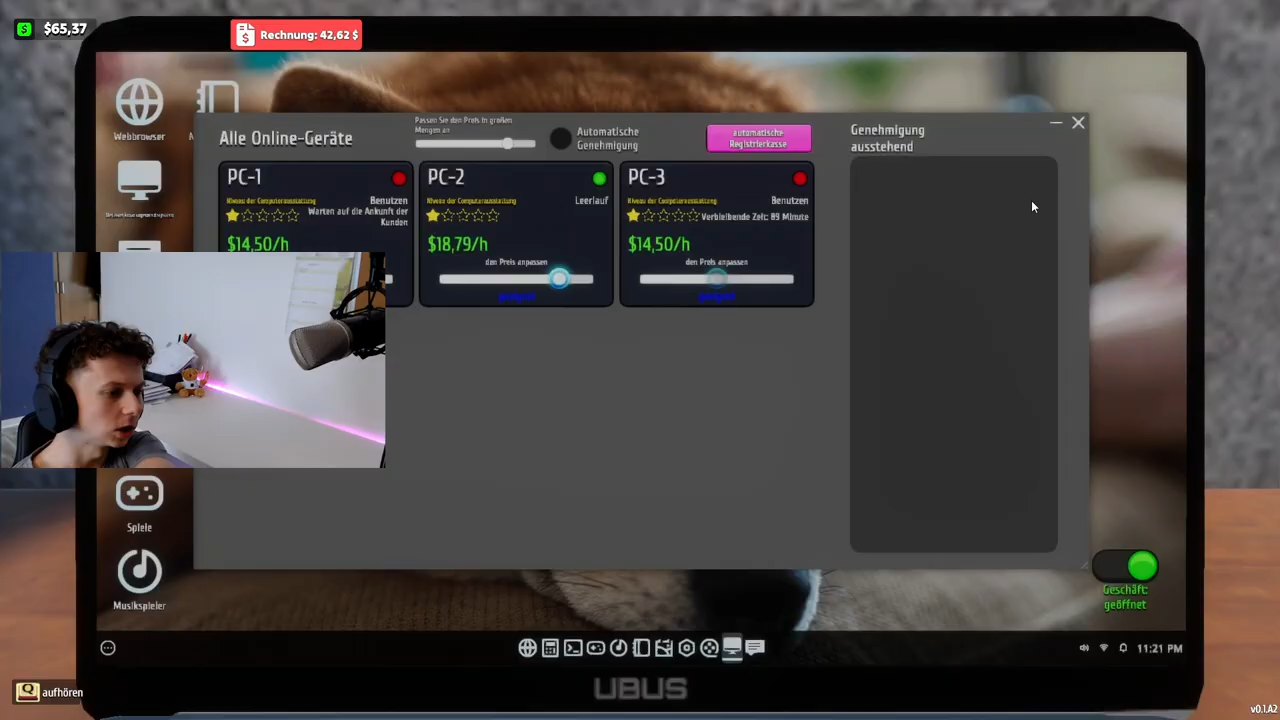 $65,37
Rechnung: 42,62 $
Webbrowser
Alle Online-Geräte
Passen Sie den Preis in großen
Mengen an
Automatische
Genehmigung
automatische
Registrierkasse
Genehmigung
ausstehend
PC-1
Niveau der Computerausstattung
Benutzen
Warten auf die Ankunft der
Kunden
$14,50/h
PC-2
Niveau der Computerausstattung
Leerlauf
$18,79/h
den Preis anpassen
PC-3
Niveau der Computerausstattung
Benutzen
Verbleibende Zeit: 89 Minute
$14,50/h
den Preis anpassen
Spiele
Musikspieler
Geschäft:
geöffnet
11:21 PM
UBUS
Q aufhören
v0.1.A2